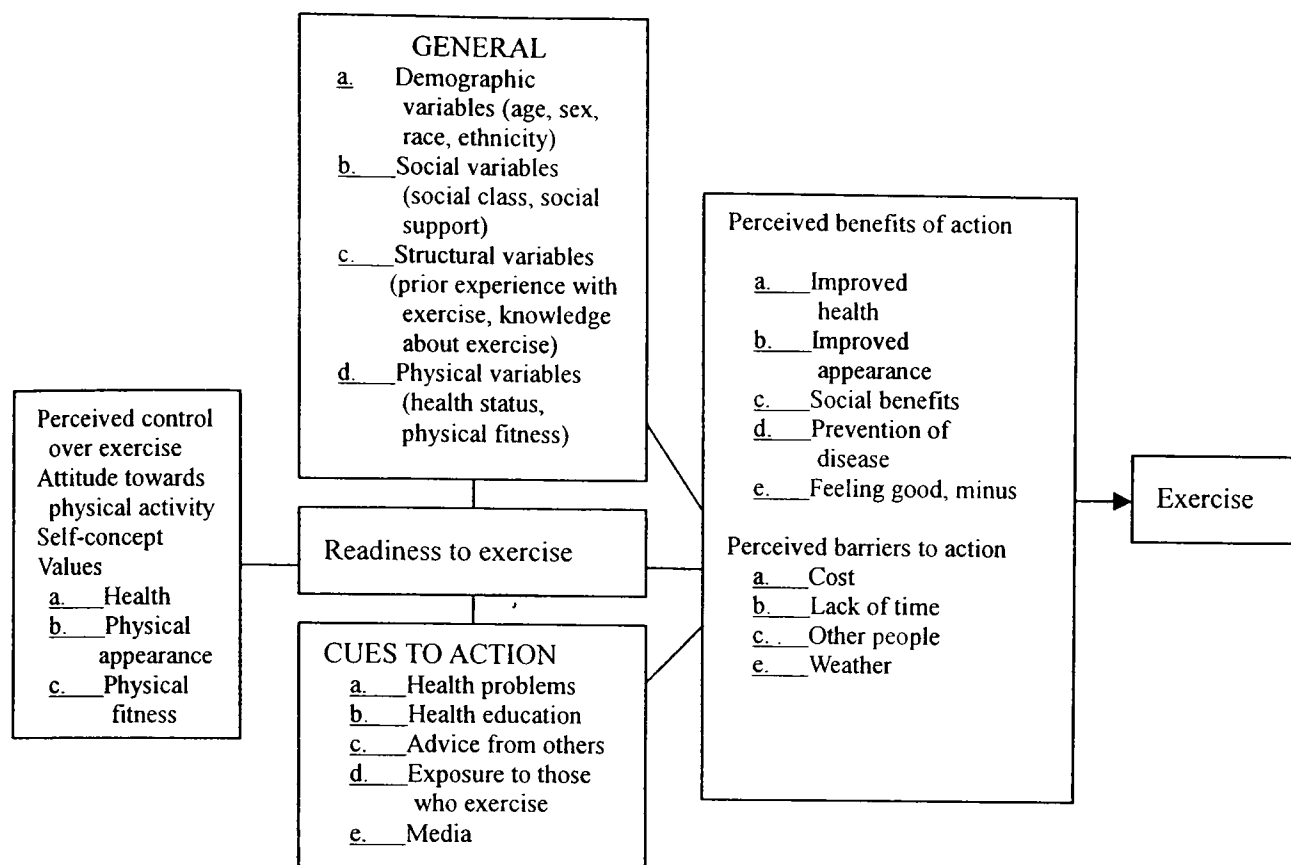 GENERAL
a. Demographic
variables (age, sex,
race, ethnicity)
b. Social variables
(social class, social
support)
c. Structural variables
(prior experience with
exercise, knowledge
about exercise)
d. Physical variables
(health status,
physical fitness)
Perceived control
over exercise
Attitude towards
physical activity
Self-concept
Values
a. Health
b. Physical
appearance
c. Physical
fitness
Readiness to exercise
CUES TO ACTION
a. Health problems
b. Health education
c. Advice from others
d. Exposure to those
who exercise
e. Media
Perceived benefits of action
a. Improved
health
b. Improved
appearance
c. Social benefits
d. Prevention of
disease
e. Feeling good, minus
Perceived barriers to action
a. Cost
b. Lack of time
c. . Other people
e. Weather
Exercise